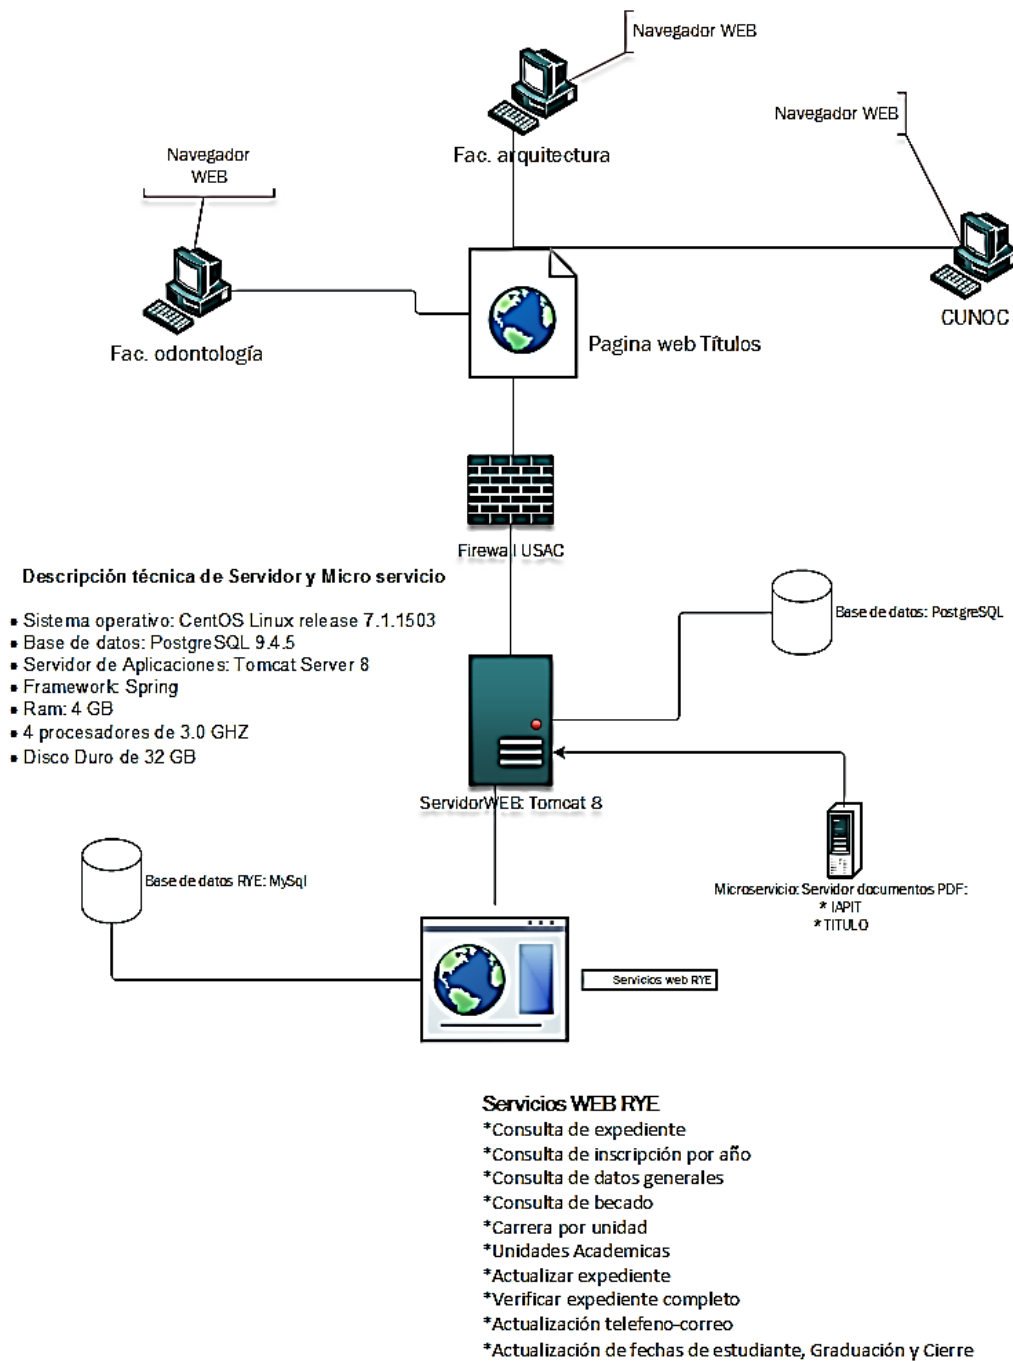 Navegador WEB
Navegador WEB
Fac. arquitectura
Navegador
WEB
CUNOC
Pagina web Títulos
Fac. odontología
Firewall USAC
Descripción técnica de Servidor y Micro servicio
• Sistema operativo: CentOS Linux release 7.1.1503
• Base de datos: PostgreSQL 9.4.5
• Servidor de Aplicaciones: Tomcat Server 8
• Framework: Spring
• Ram: 4 GB
• 4 procesadores de 3.0 GHZ
• Disco Duro de 32 GB
Base de datos: PostgreSQL
ServidorWEB: Tomcat 8
Base de datos RYE: MySql
Microservicio: Servidor documentos PDF:
* IAPIT
* TITULO
Servicios web RYE
Servicios WEB RYE
*Consulta de expediente
*Consulta de inscripción por año
*Consulta de datos generales
*Consulta de becado
*Carrera por unidad
*Unidades Academicas
*Actualizar expediente
*Verificar expediente completo
*Actualización telefeno-correo
*Actualización de fechas de estudiante, Graduación y Cierre